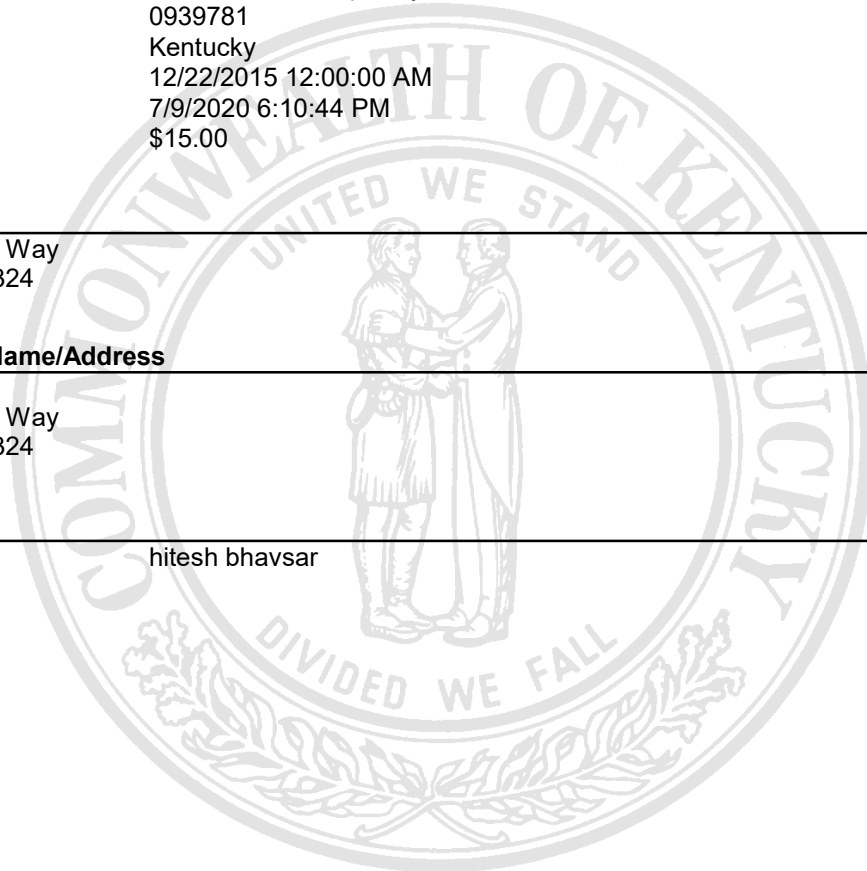 0939781
Kentucky
12/22/2015 12:00:00 AM
7/9/2020 6:10:44 PM
$15.00
Way
324
Name/Address
Way
324
hitesh bhavsar
COMMONWEALTH OF KENTUCKY
UNITED WE STAND
DIVIDED WE FALL